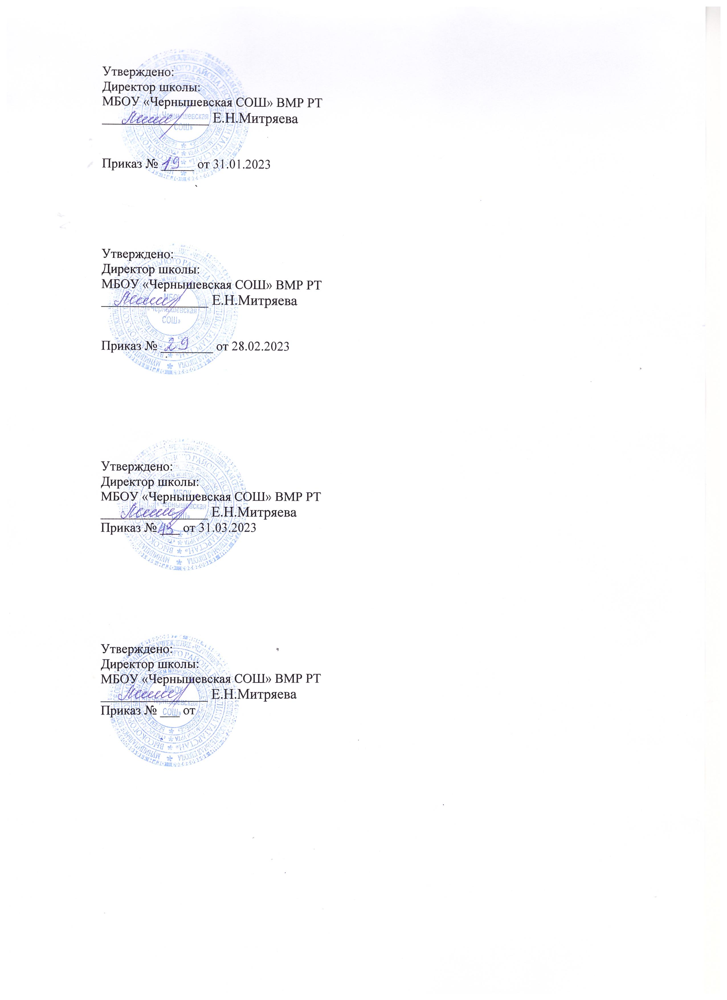 Утверждено:
Директор школы:
МБОУ «Чернышевская СОШ» ВМР РТ
Е.Н.Митряева
Приказ № 19 от 31.01.2023
Утверждено:
Директор школы:
МБОУ «Чернышевская СОШ» ВМР РТ
Е.Н.Митряева
Приказ № 29 от 28.02.2023
Утверждено:
Директор школы:
МБОУ «Чернышевская СОШ» ВМР РТ
Е.Н.Митряева
Приказ № 43 от 31.03.2023
Утверждено:
Директор школы:
МБОУ «Чернышевская СОШ» ВМР РТ
Е.Н.Митряева
Приказ № ___ от